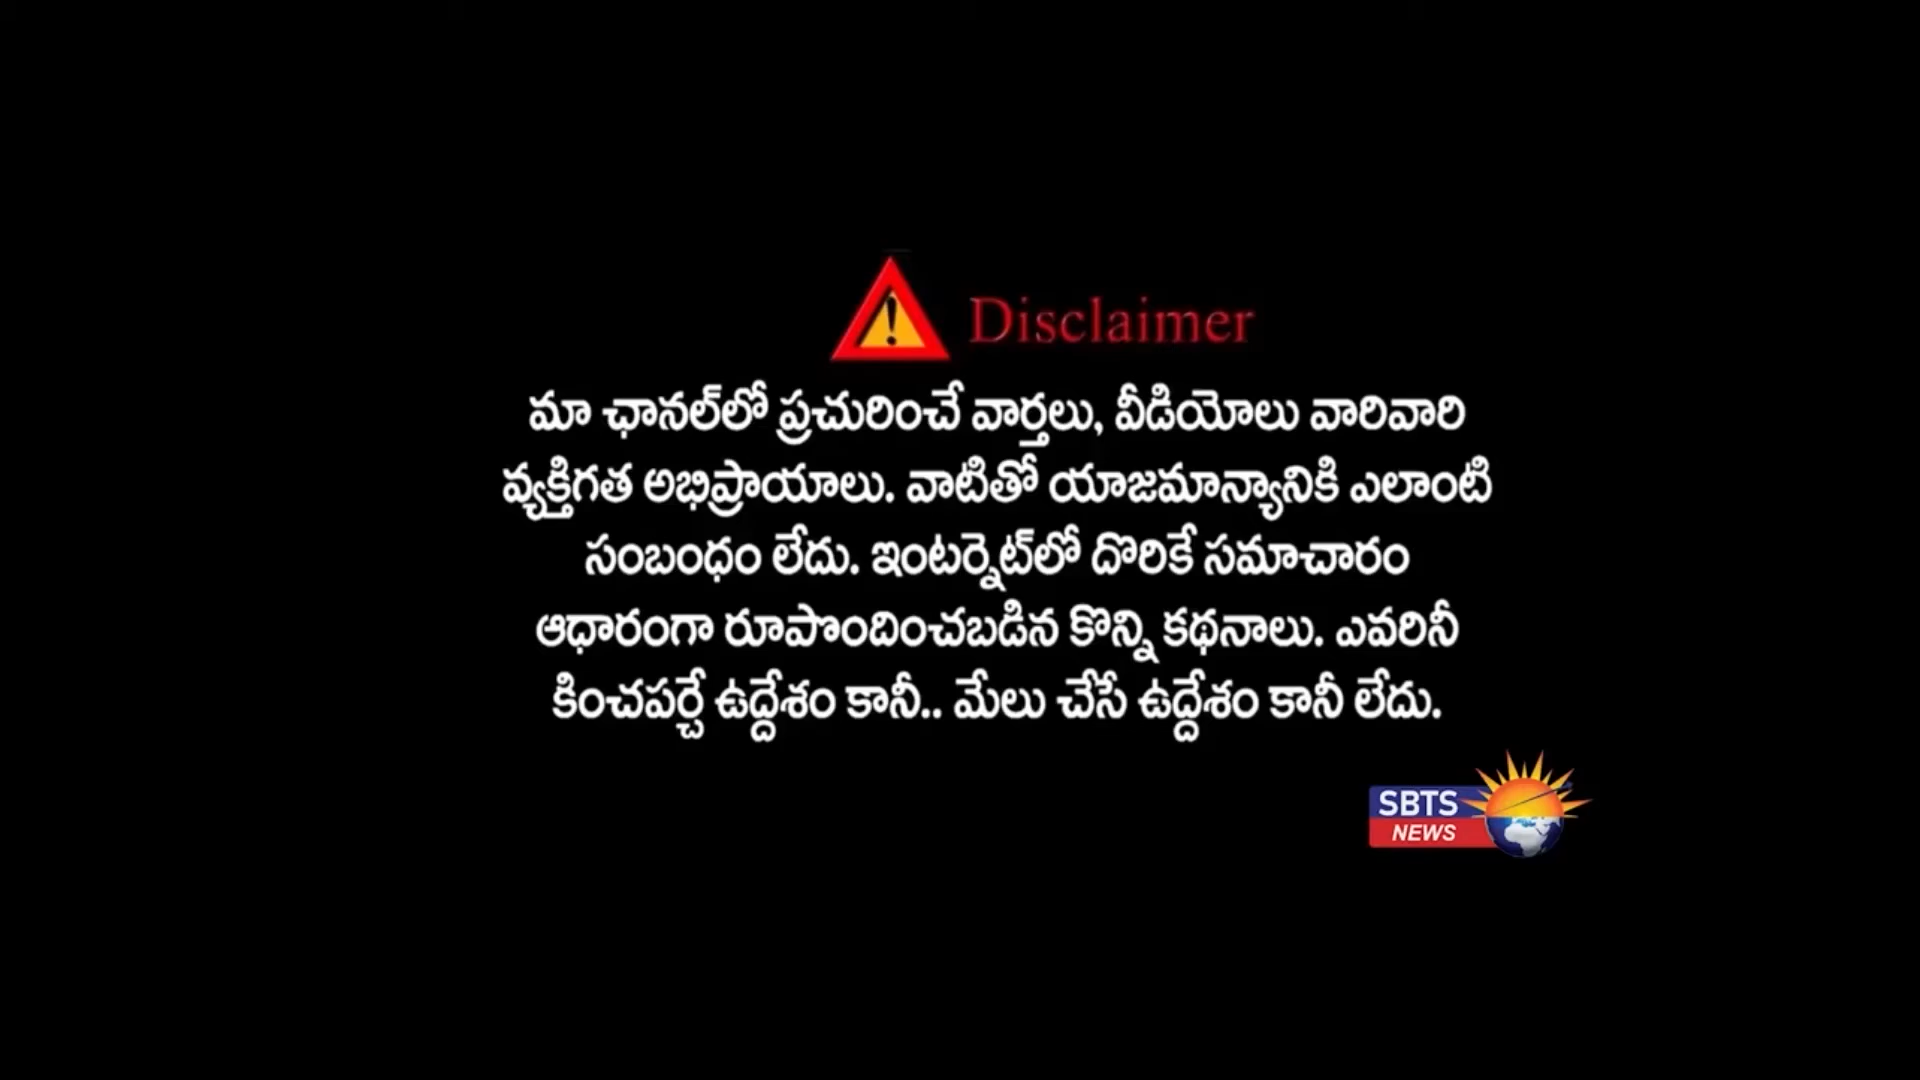 Disclaimer
మా ఛానల్‌లో ప్రచురించే వార్తలు, వీడియోలు వారివారి
వ్యక్తిగత అభిప్రాయాలు. వాటితో యాజమాన్యానికి ఎలాంటి
సంబంధం లేదు. ఇంటర్నెట్‌లో దొరికే సమాచారం
ఆధారంగా రూపొందించబడిన కొన్ని కథనాలు. ఎవరినీ
కించపర్చే ఉద్దేశం కానీ.. మేలు చేసే ఉద్దేశం కానీ లేదు.
SBTS
NEWS